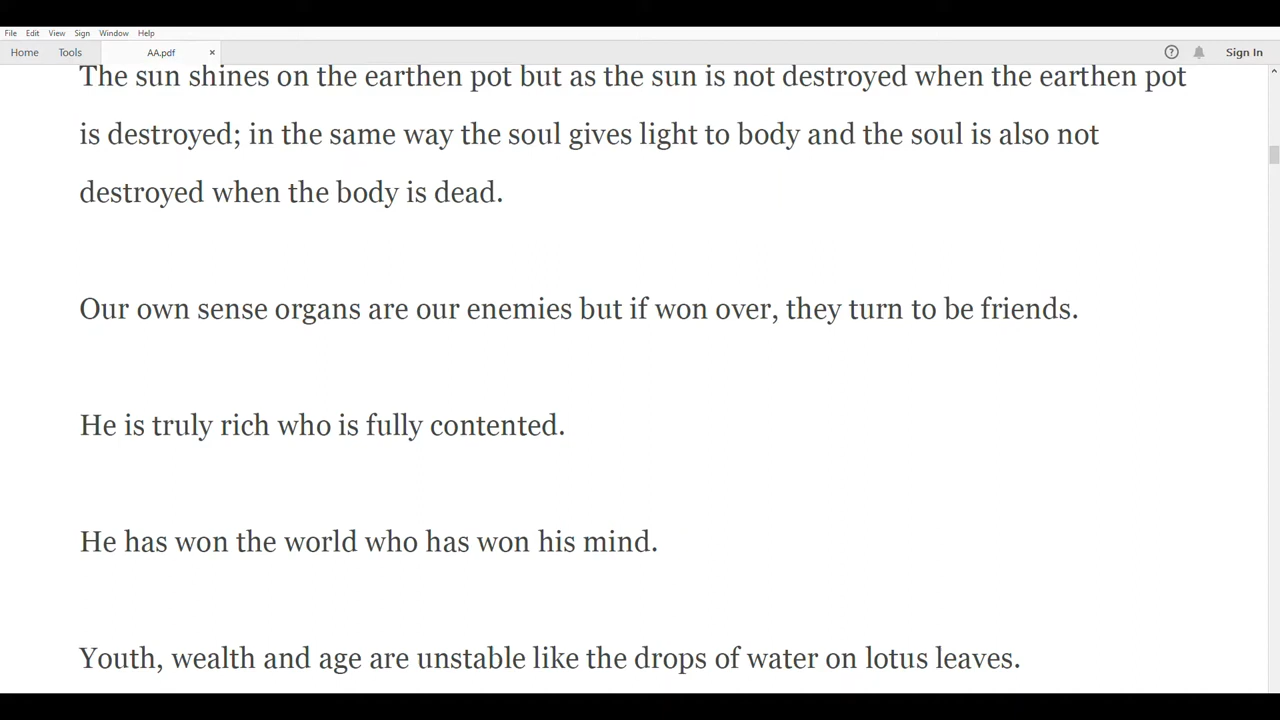 File Edit View Sign Window Help
Home Tools AA.pdf × ? Sign In
The sun shines on the earthen pot but as the sun is not destroyed when the earthen pot
is destroyed; in the same way the soul gives light to body and the soul is also not
destroyed when the body is dead.
Our own sense organs are our enemies but if won over, they turn to be friends.
He is truly rich who is fully contented.
He has won the world who has won his mind.
Youth, wealth and age are unstable like the drops of water on lotus leaves.